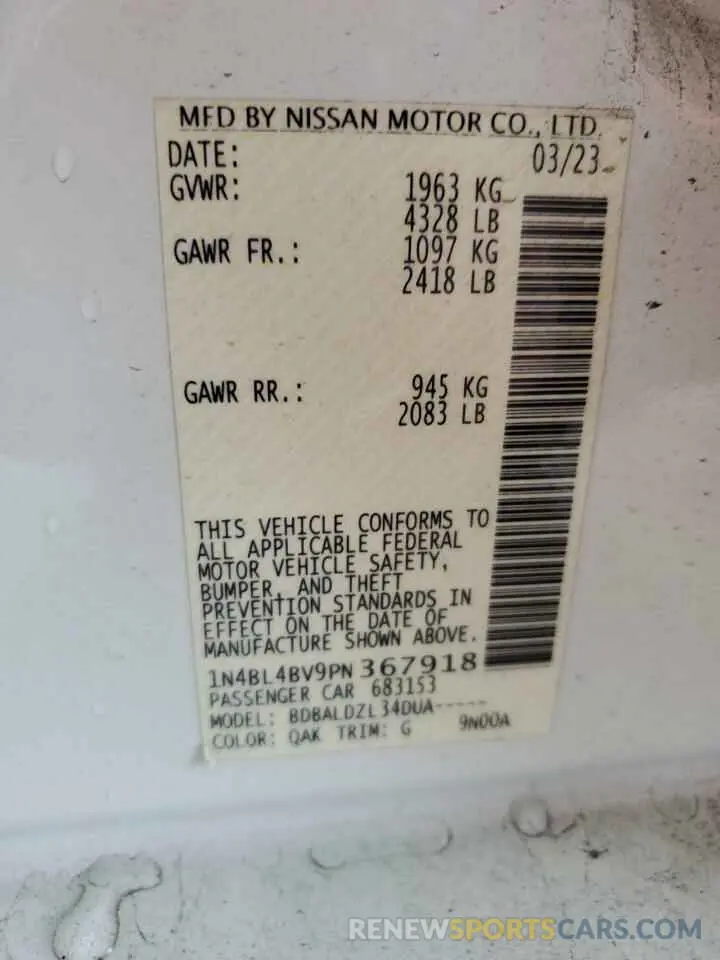 MFD BY NISSAN MOTOR CO., LTD.
DATE: 03/23
GVWR: 1963 KG
4328 LB
GAWR FR.: 1097 KG
2418 LB
GAWR RR.: 945 KG
2083 LB
THIS VEHICLE CONFORMS TO
ALL APPLICABLE FEDERAL
MOTOR VEHICLE SAFETY,
BUMPER, AND THEFT
PREVENTION STANDARDS IN
EFFECT ON THE DATE OF
MANUFACTURE SHOWN ABOVE.
1N4BL4BV9PN 367918
PASSENGER CAR 683153
MODEL: BDBALDZL34DUA-----
COLOR: QAK TRIM: G 9N00A
RENEWSPORTSCARS.COM